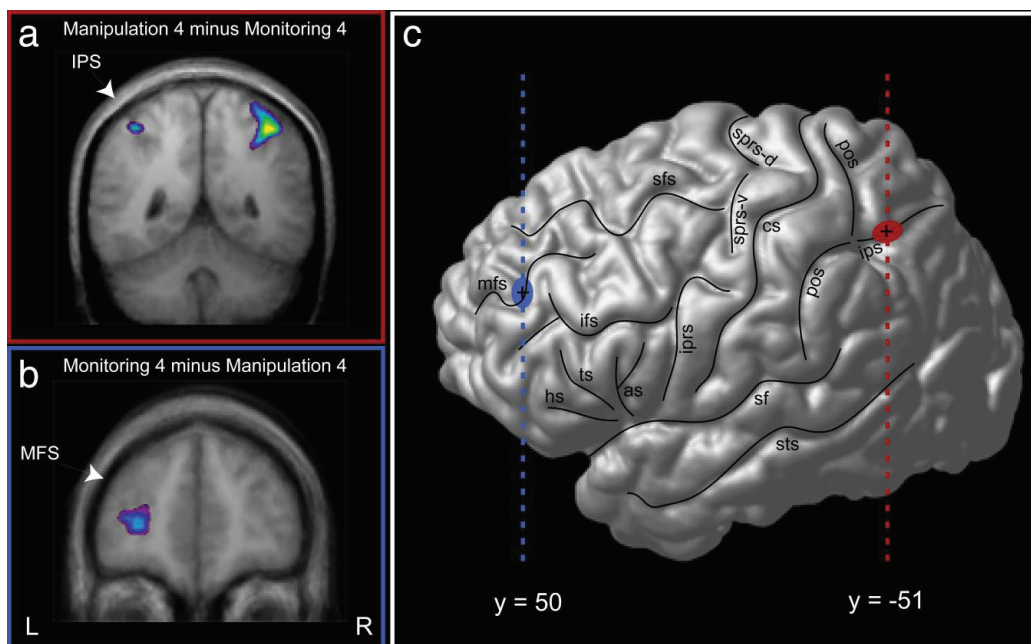 a
Manipulation 4 minus Monitoring 4
IPS
b
Monitoring 4 minus Manipulation 4
MFS
L
R
c
sprs-d
pos
sfs
sprs-v
cs
ips
mfs
pos
ifs
iprs
ts
as
hs
sf
sts
y = 50
y = -51